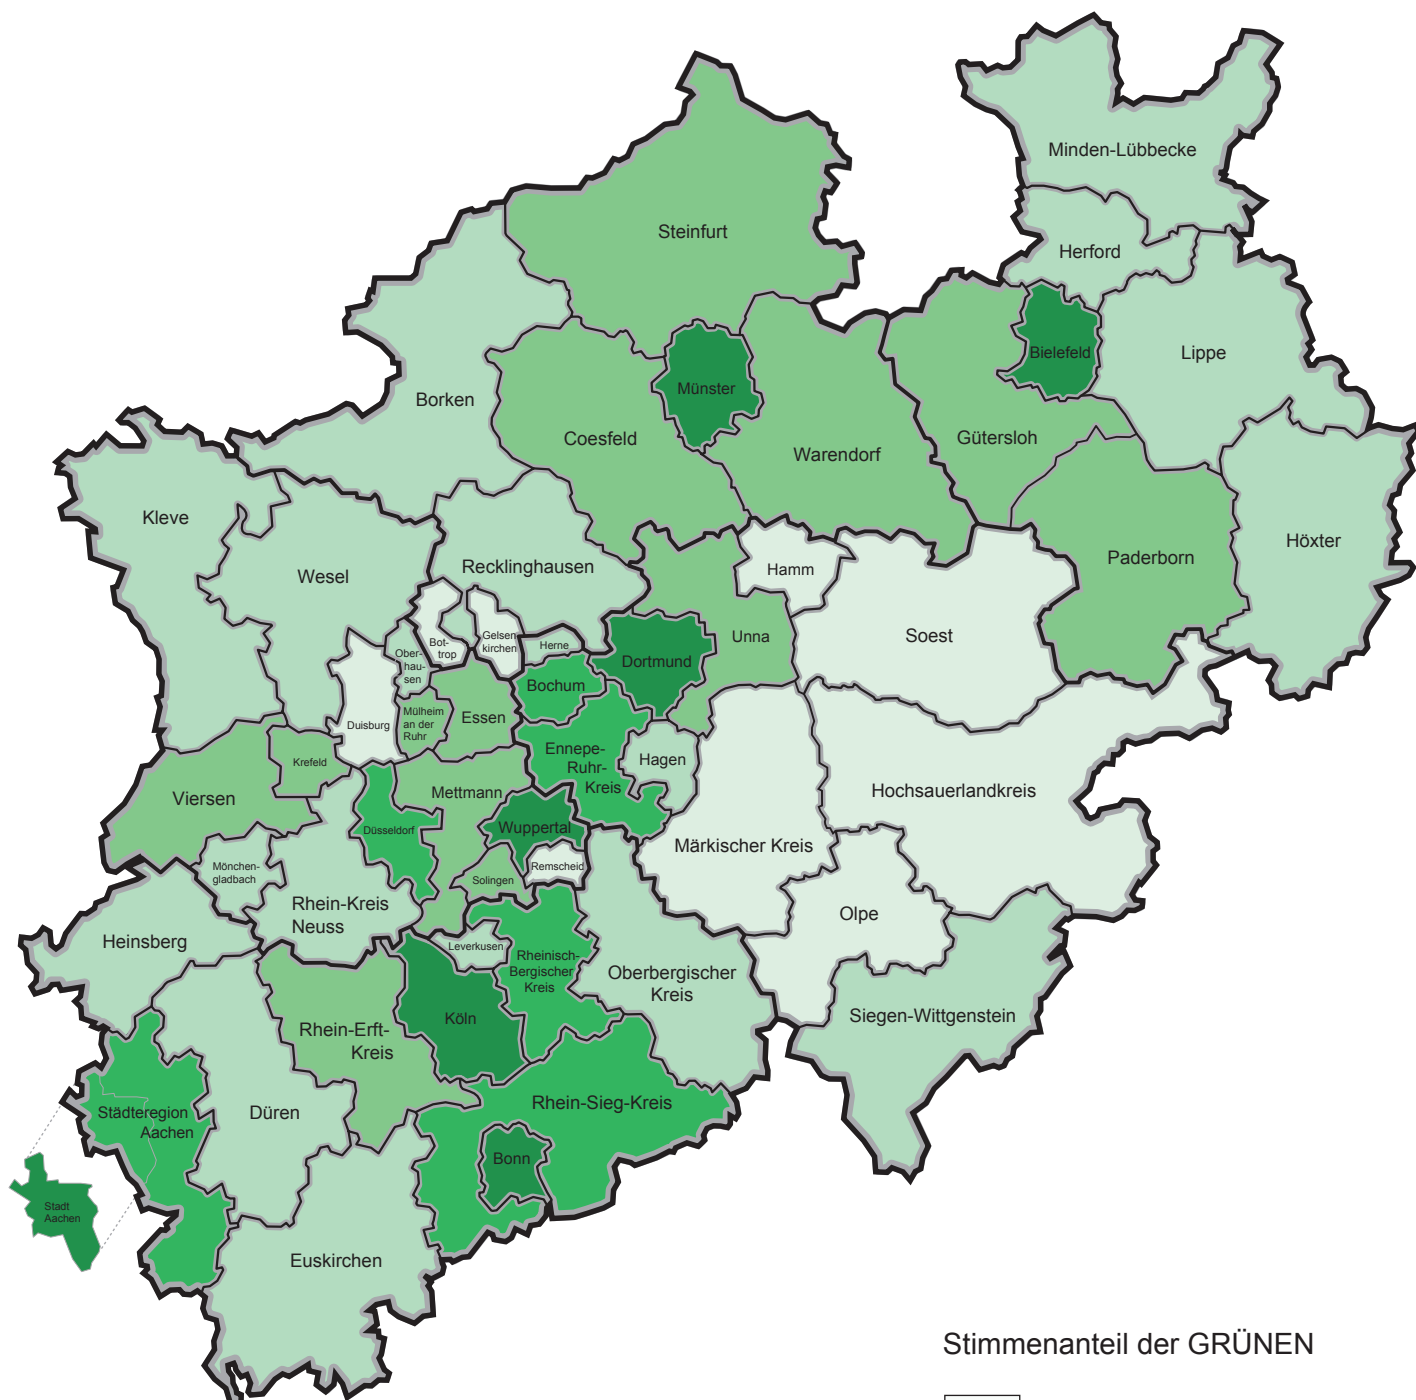 Minden-Lübbecke
Steinfurt
Herford
Bielefeld
Lippe
Münster
Borken
Coesfeld
Gütersloh
Warendorf
Kleve
Höxter
Paderborn
Wesel
Recklinghausen
Hamm
Soest
Unna
Bot-
trop
Gelsen
kirchen
Herne
Ober-
hau-
sen
Dortmund
Bochum
Duisburg
Mülheim
an der
Ruhr
Essen
Ennepe-
Ruhr-
Kreis
Hagen
Krefeld
Viersen
Mettmann
Hochsauerlandkreis
Düsseldorf
Wuppertal
Märkischer Kreis
Mönchen-
gladbach
Remscheid
Solingen
Rhein-Kreis
Neuss
Olpe
Heinsberg
Leverkusen
Rheinisch-
Bergischer
Kreis
Oberbergischer
Kreis
Köln
Siegen-Wittgenstein
Rhein-Erft-
Kreis
Städteregion
Aachen
Düren
Rhein-Sieg-Kreis
Bonn
Stadt
Aachen
Euskirchen
Stimmenanteil der GRÜNEN